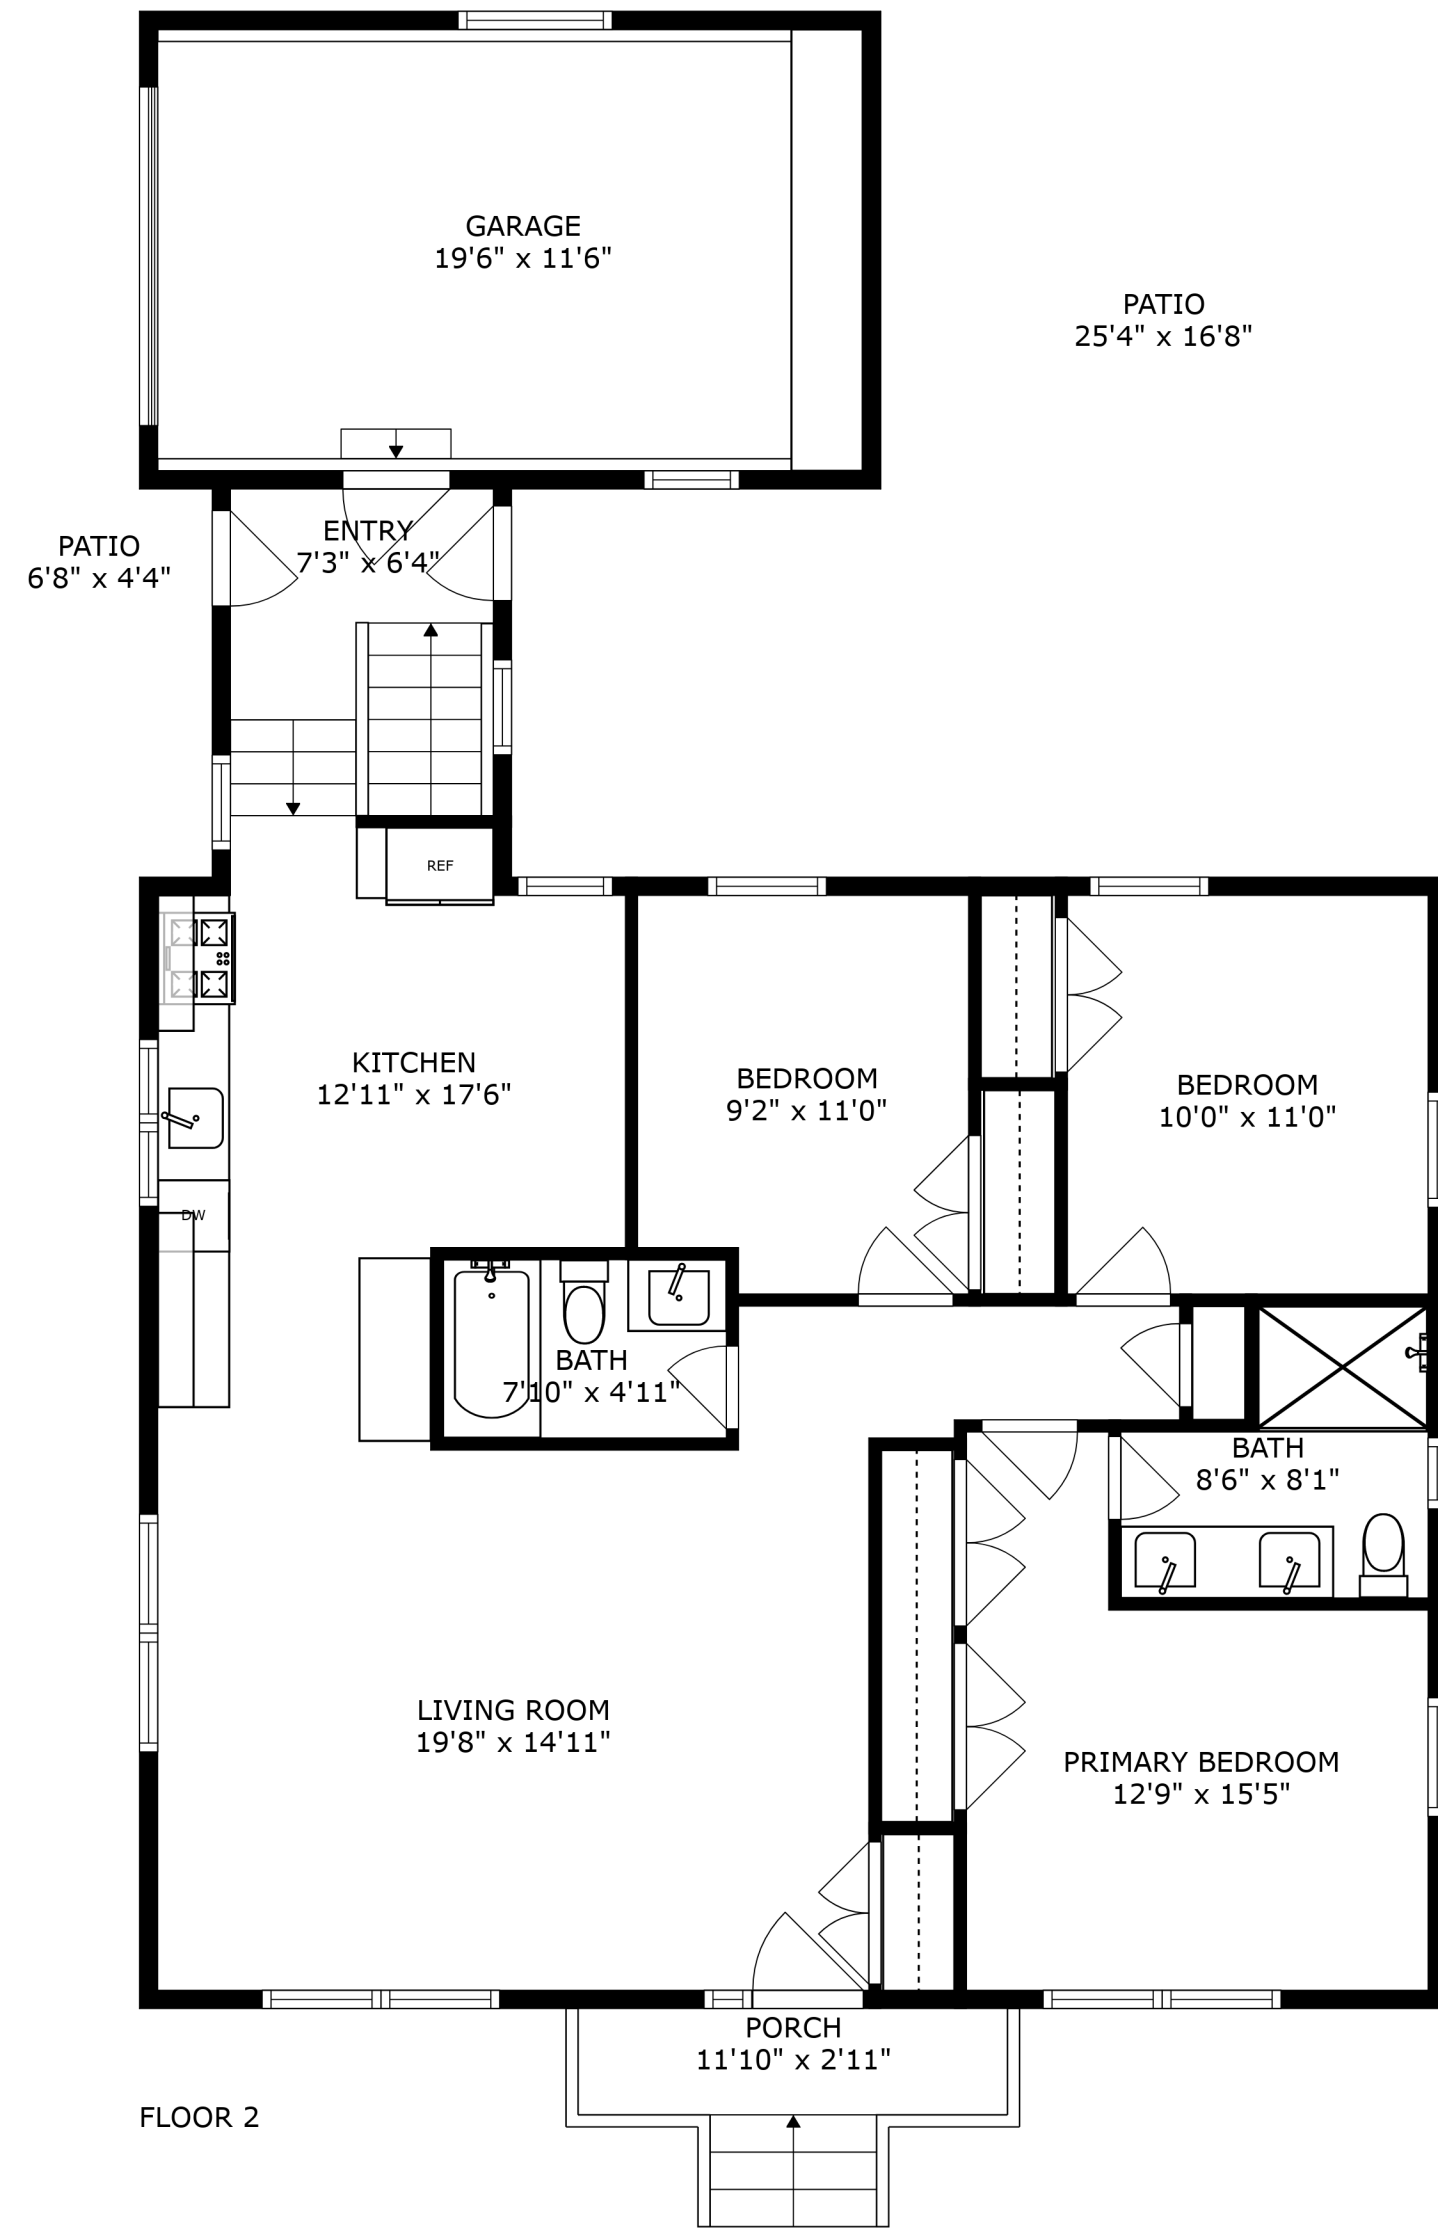 GARAGE
19'6" x 11'6"
PATIO
25'4" x 16'8"
ENTRY
7'3" x 6'4"
PATIO
6'8" x 4'4"
REF
KITCHEN
12'11" x 17'6"
BEDROOM
9'2" x 11'0"
BEDROOM
10'0" x 11'0"
DW
BATH
7'10" x 4'11"
BATH
8'6" x 8'1"
LIVING ROOM
19'8" x 14'11"
PRIMARY BEDROOM
12'9" x 15'5"
PORCH
11'10" x 2'11"
FLOOR 2